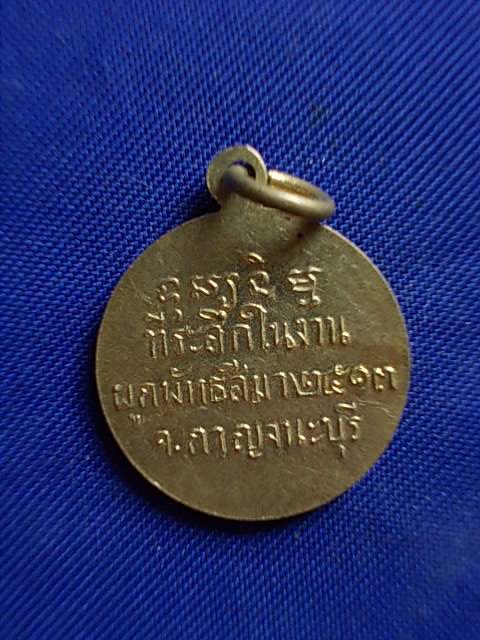 ที่ระลึกในงาน
ผูกพัทธสีมา๒๕๑๓
จ.กาญจนะบุรี